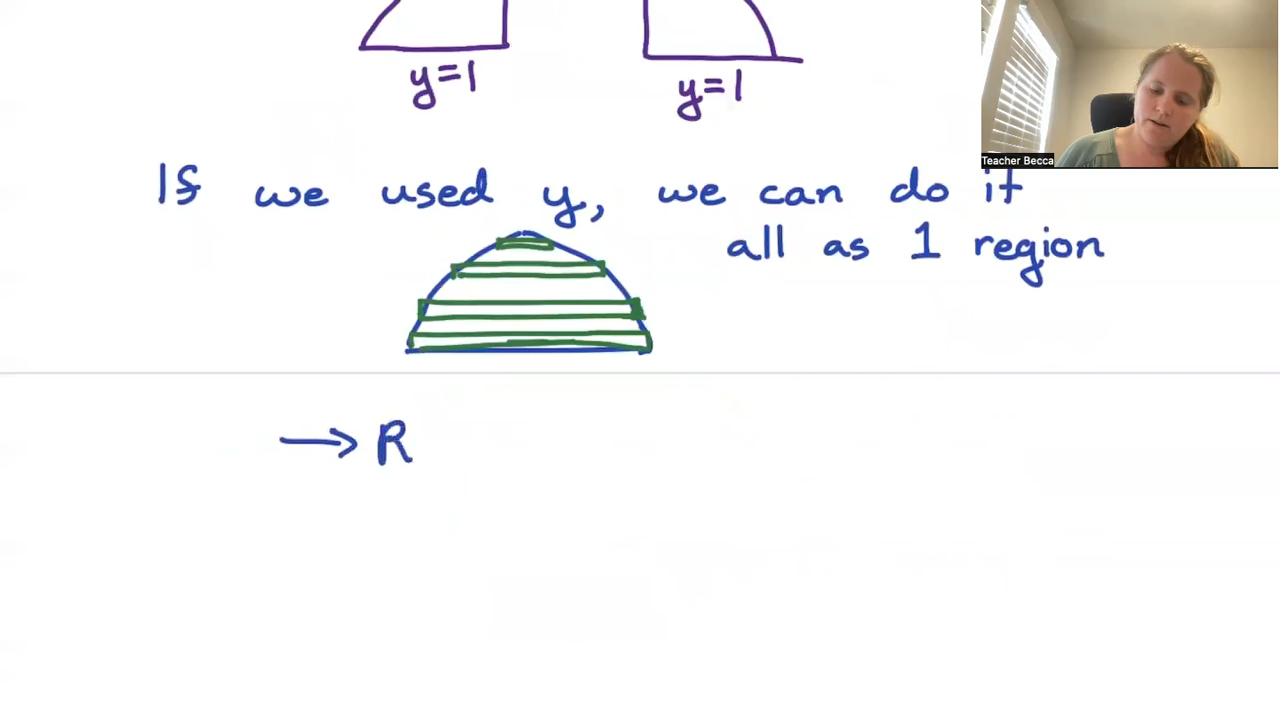 y=1
y=1
Teacher Becca
If we used y, we can do it
all as 1 region
→ R